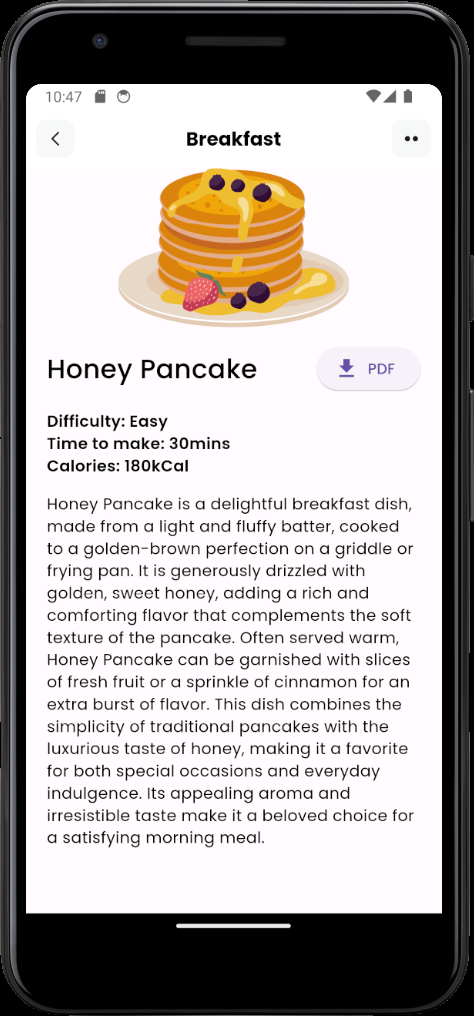 10:47
Breakfast
Honey Pancake
PDF
Difficulty: Easy
Time to make: 30mins
Calories: 180kCal
Honey Pancake is a delightful breakfast dish,
made from a light and fluffy batter, cooked
to a golden-brown perfection on a griddle or
frying pan. It is generously drizzled with
golden, sweet honey, adding a rich and
comforting flavor that complements the soft
texture of the pancake. Often served warm,
Honey Pancake can be garnished with slices
of fresh fruit or a sprinkle of cinnamon for an
extra burst of flavor. This dish combines the
simplicity of traditional pancakes with the
luxurious taste of honey, making it a favorite
for both special occasions and everyday
indulgence. Its appealing aroma and
irresistible taste make it a beloved choice for
a satisfying morning meal.